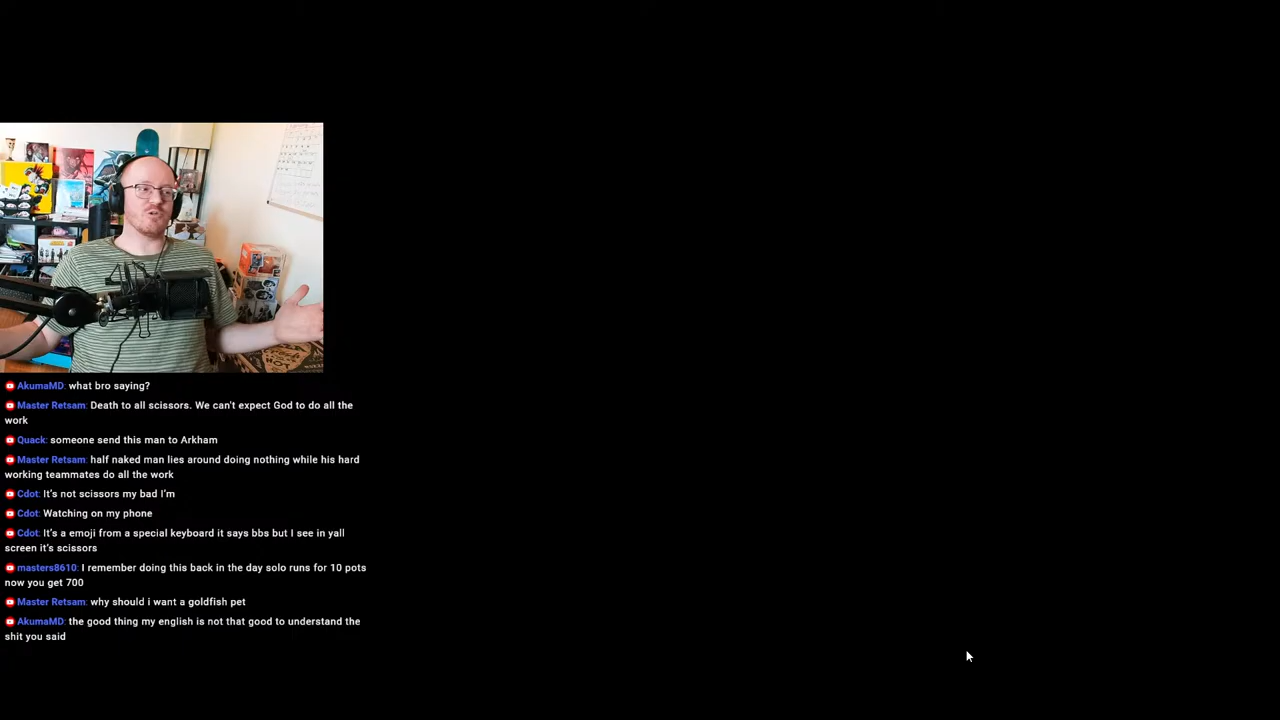 AkumaMD: what bro saying?
Master Retsam: Death to all scissors. We can't expect God to do all the
work
Quack: someone send this man to Arkham
Master Retsam: half naked man lies around doing nothing while his hard
working teammates do all the work
Cdot: It's not scissors my bad I'm
Cdot: Watching on my phone
Cdot: It's a emoji from a special keyboard it says bbs but I see in yall
screen it's scissors
masters8610: I remember doing this back in the day solo runs for 10 pots
now you get 700
Master Retsam: why should i want a goldfish pet
AkumaMD: the good thing my english is not that good to understand the
shit you said